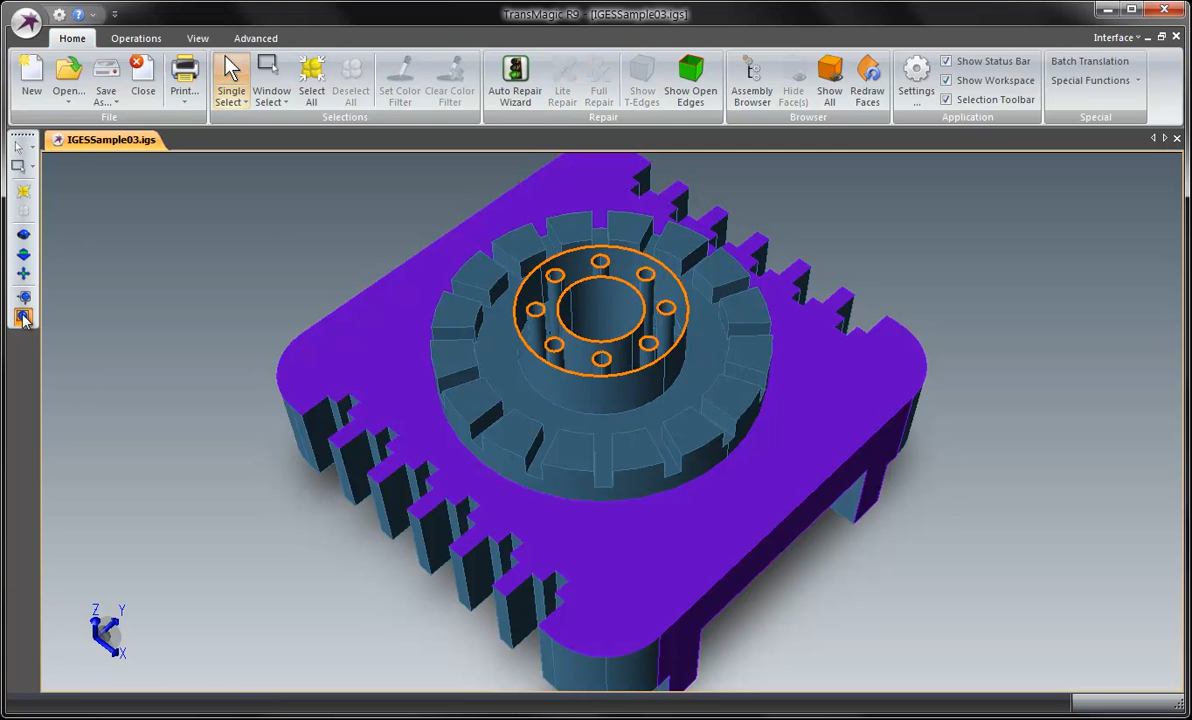 TransMagic R9 - [IGESSample03.igs]
Home Operations View Advanced Interface
New Open... Save As... Close Print...
Single Select Window Select Select All Deselect All Set Color Filter Clear Color Filter
Auto Repair Wizard Lite Repair Full Repair Show T-Edges Show Open Edges
Assembly Browser Hide Face(s) Show All Redraw Faces
Settings ... Show Status Bar Show Workspace Selection Toolbar
Batch Translation Special Functions
File Selections Repair Browser Application Special
IGESSample03.igs
Z Y
X